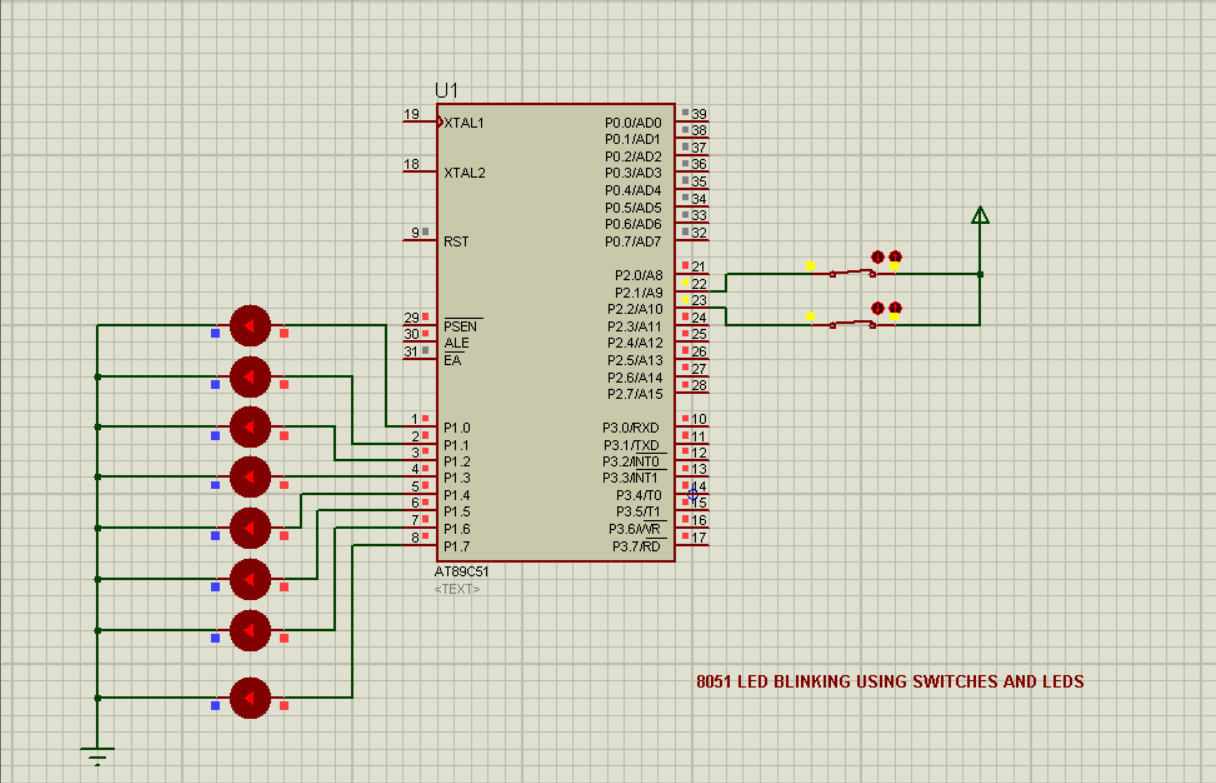 U1
19 XTAL1
18 XTAL2
9 RST
29 PSEN
30 ALE
31 EA
1 P1.0
2 P1.1
3 P1.2
4 P1.3
5 P1.4
6 P1.5
7 P1.6
8 P1.7
P0.0/AD0 39
P0.1/AD1 38
P0.2/AD2 37
P0.3/AD3 36
P0.4/AD4 35
P0.5/AD5 34
P0.6/AD6 33
P0.7/AD7 32
P2.0/A8 21
P2.1/A9 22
P2.2/A10 23
P2.3/A11 24
P2.4/A12 25
P2.5/A13 26
P2.6/A14 27
P2.7/A15 28
P3.0/RXD 10
P3.1/TXD 11
P3.2/INT0 12
P3.3/INT1 13
P3.4/T0 14
P3.5/T1 15
P3.6/WR 16
P3.7/RD 17
AT89C51
<TEXT>
8051 LED BLINKING USING SWITCHES AND LEDS